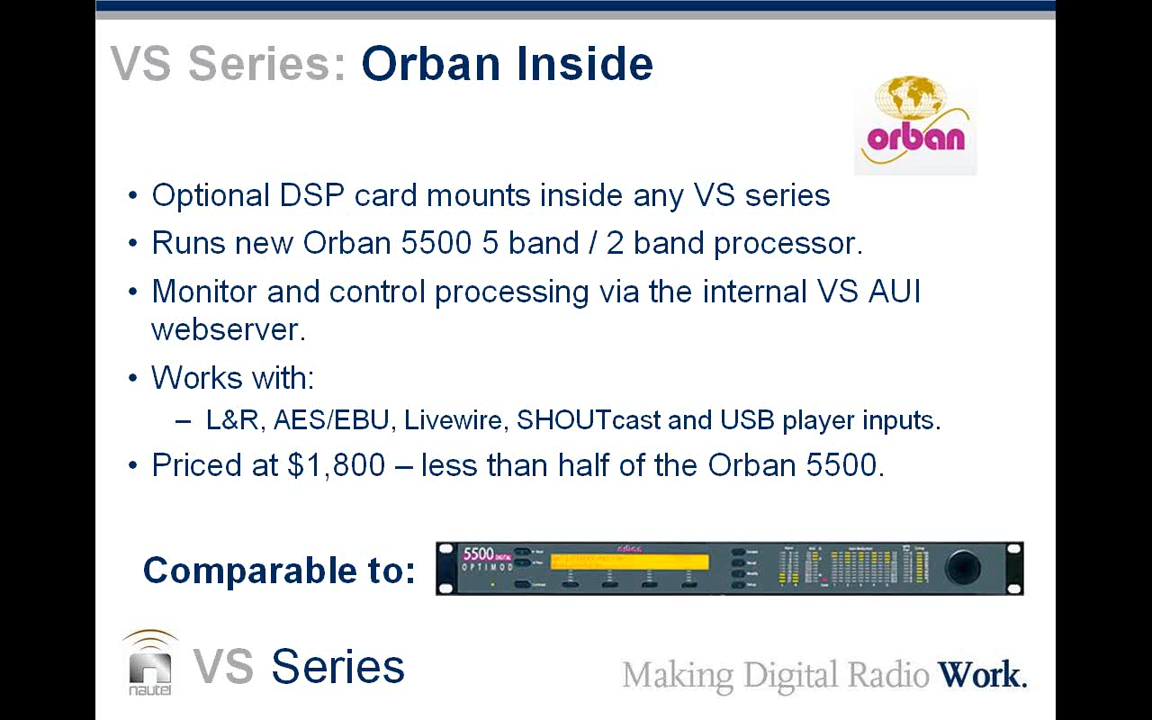 VS Series: Orban Inside
orban
• Optional DSP card mounts inside any VS series
• Runs new Orban 5500 5 band / 2 band processor.
• Monitor and control processing via the internal VS AUI
webserver.
• Works with:
– L&R, AES/EBU, Livewire, SHOUTcast and USB player inputs.
• Priced at $1,800 – less than half of the Orban 5500.
Comparable to:
5500 DIGITAL
OPTIMOD
orban
nautel
VS Series
Making Digital Radio Work.